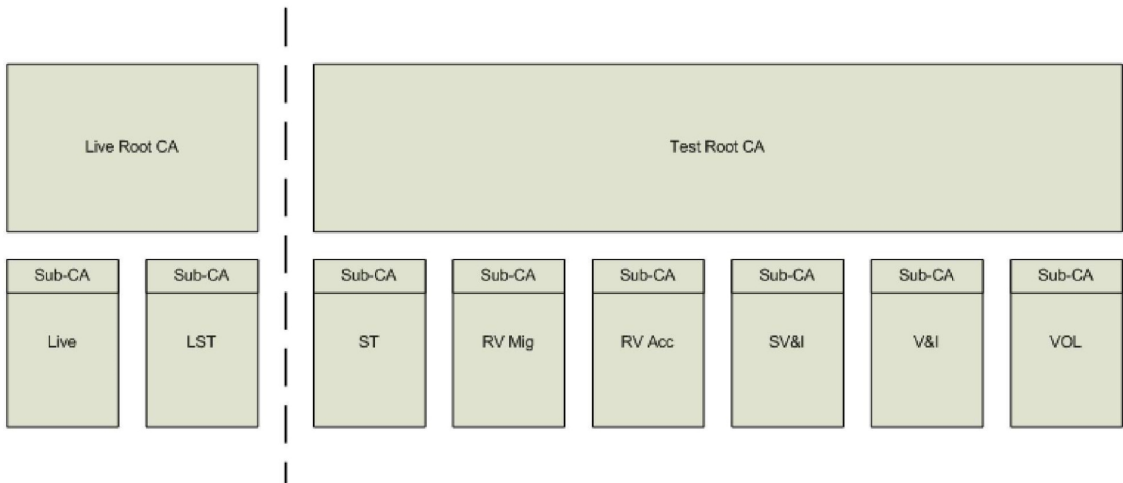 Live Root CA
Test Root CA
Sub-CA
Sub-CA
Sub-CA
Sub-CA
Sub-CA
Sub-CA
Sub-CA
Sub-CA
Live
LST
ST
RV Mig
RV Acc
SV&I
V&I
VOL